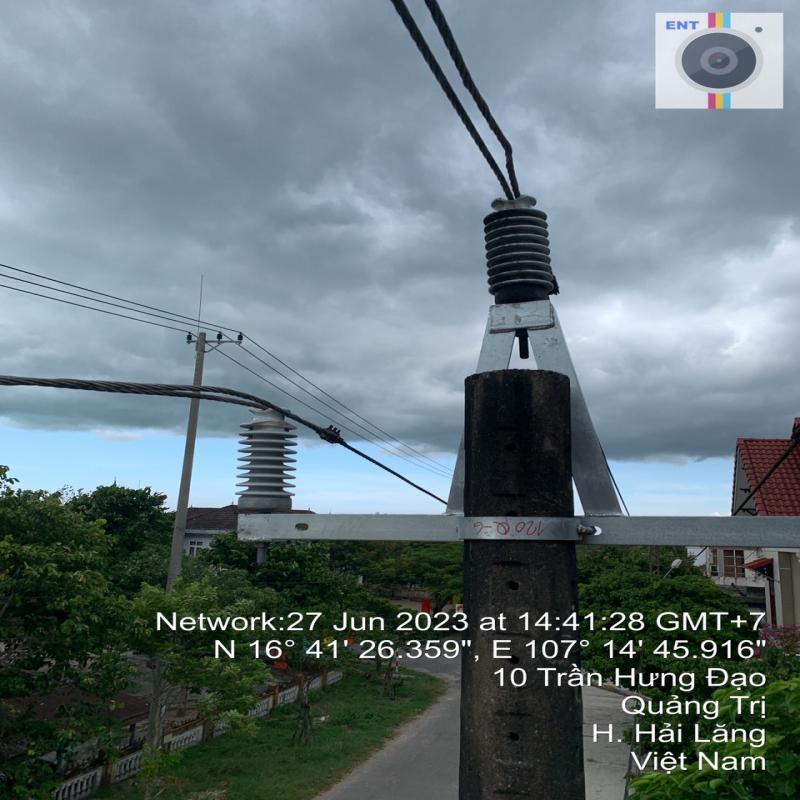 ENT
Network:27 Jun 2023 at 14:41:28 GMT+7
N 16° 41' 26.359", E 107° 14' 45.916"
10 Trần Hưng Đạo
Quảng Trị
H. Hải Lăng
Việt Nam